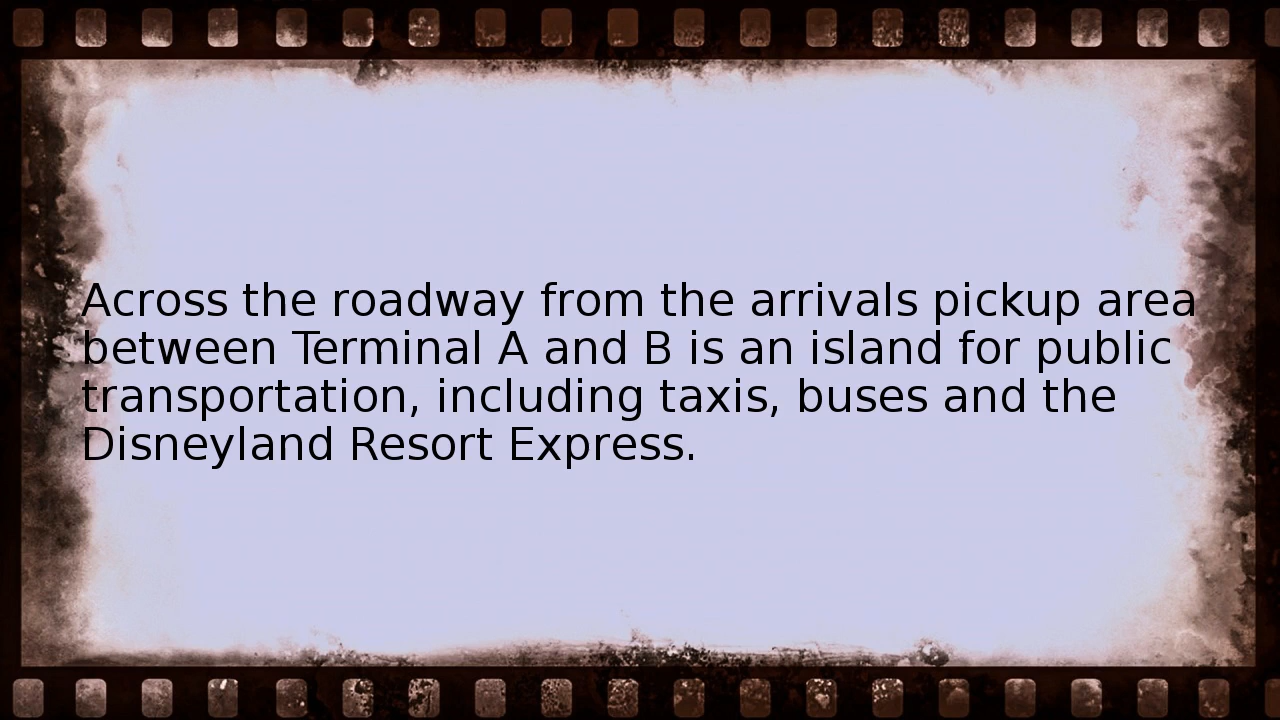 Across the roadway from the arrivals pickup area
between Terminal A and B is an island for public
transportation, including taxis, buses and the
Disneyland Resort Express.